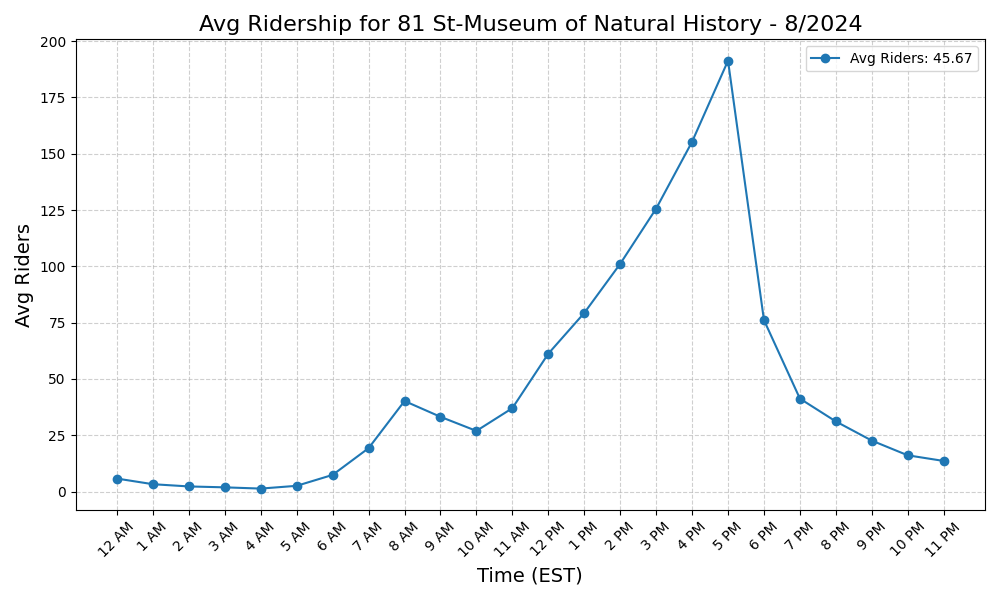 Avg Ridership for 81 St-Museum of Natural History - 8/2024
Avg Riders: 45.67
200
175
150
125
100
75
50
25
0
Avg Riders
12 AM
1 AM
2 AM
3 AM
4 AM
5 AM
6 AM
7 AM
8 AM
9 AM
10 AM
11 AM
12 PM
1 PM
2 PM
3 PM
4 PM
5 PM
6 PM
7 PM
8 PM
9 PM
10 PM
11 PM
Time (EST)